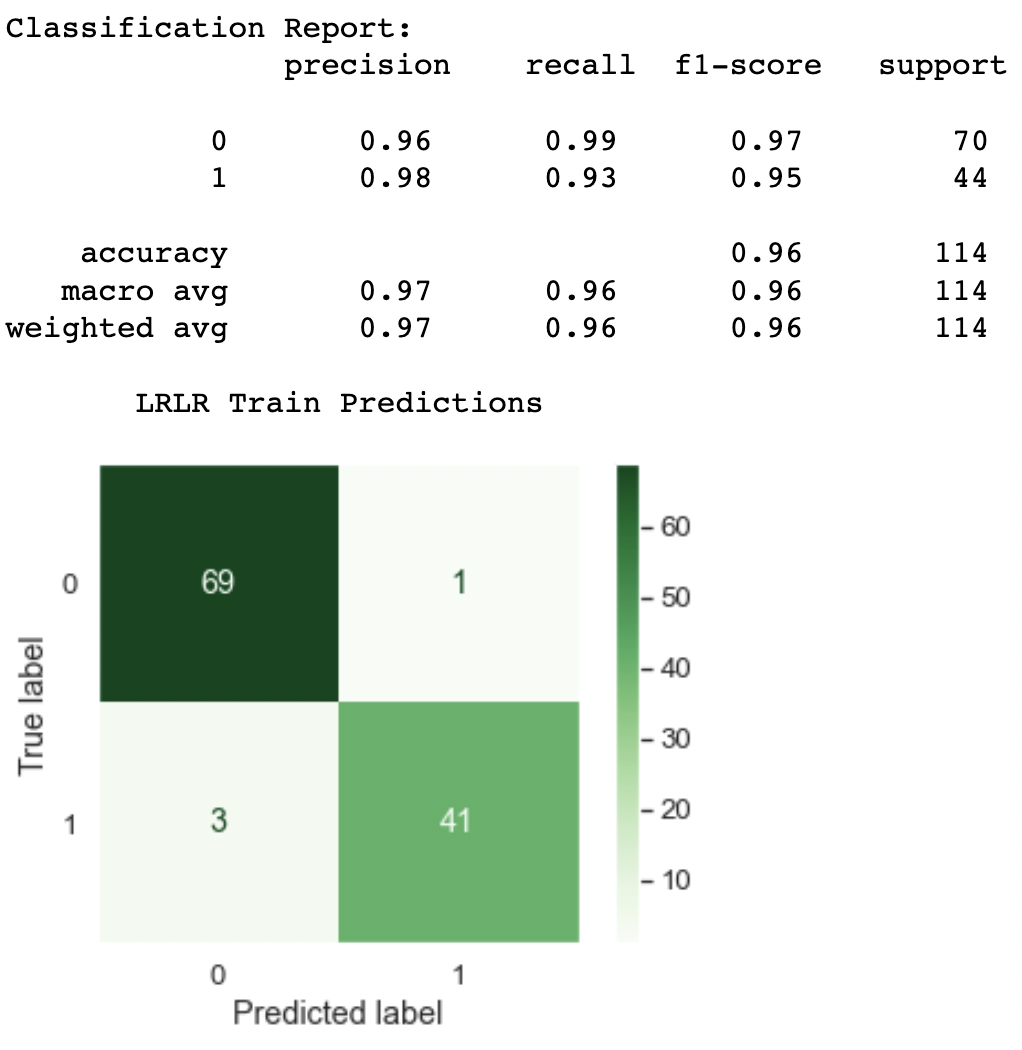 Classification Report:
precision recall f1-score support
0 0.96 0.99 0.97 70
1 0.98 0.93 0.95 44
accuracy 0.96 114
macro avg 0.97 0.96 0.96 114
weighted avg 0.97 0.96 0.96 114
LRLR Train Predictions
True label
0
1
69 1
3 41
0 1
Predicted label
60
50
40
30
20
10